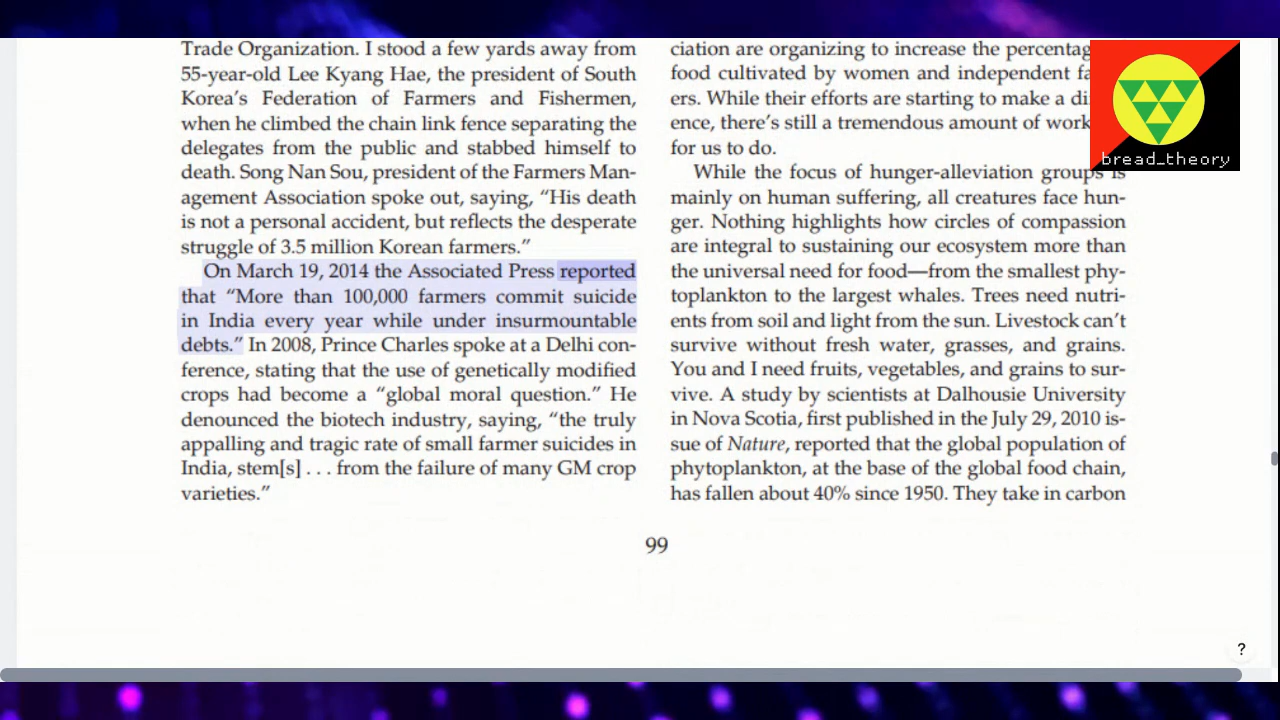 Trade Organization. I stood a few yards away from
55-year-old Lee Kyang Hae, the president of South
Korea's Federation of Farmers and Fishermen,
when he climbed the chain link fence separating the
delegates from the public and stabbed himself to
death. Song Nan Sou, president of the Farmers Man-
agement Association spoke out, saying, “His death
is not a personal accident, but reflects the desperate
struggle of 3.5 million Korean farmers.”
On March 19, 2014 the Associated Press reported
that “More than 100,000 farmers commit suicide
in India every year while under insurmountable
debts.” In 2008, Prince Charles spoke at a Delhi con-
ference, stating that the use of genetically modified
crops had become a “global moral question.” He
denounced the biotech industry, saying, “the truly
appalling and tragic rate of small farmer suicides in
India, stem[s] . . . from the failure of many GM crop
varieties.”
ciation are organizing to increase the
food cultivated by women and independent
ers. While their efforts are starting to make a
ence, there's still a tremendous amount of work
for us to do.
While the focus of hunger-alleviation groups is
mainly on human suffering, all creatures face hun-
ger. Nothing highlights how circles of compassion
are integral to sustaining our ecosystem more than
the universal need for food—from the smallest phy-
toplankton to the largest whales. Trees need nutri-
ents from soil and light from the sun. Livestock can't
survive without fresh water, grasses, and grains.
You and I need fruits, vegetables, and grains to sur-
vive. A study by scientists at Dalhousie University
in Nova Scotia, first published in the July 29, 2010 is-
sue of Nature, reported that the global population of
phytoplankton, at the base of the global food chain,
has fallen about 40% since 1950. They take in carbon
99
bread_theory
?